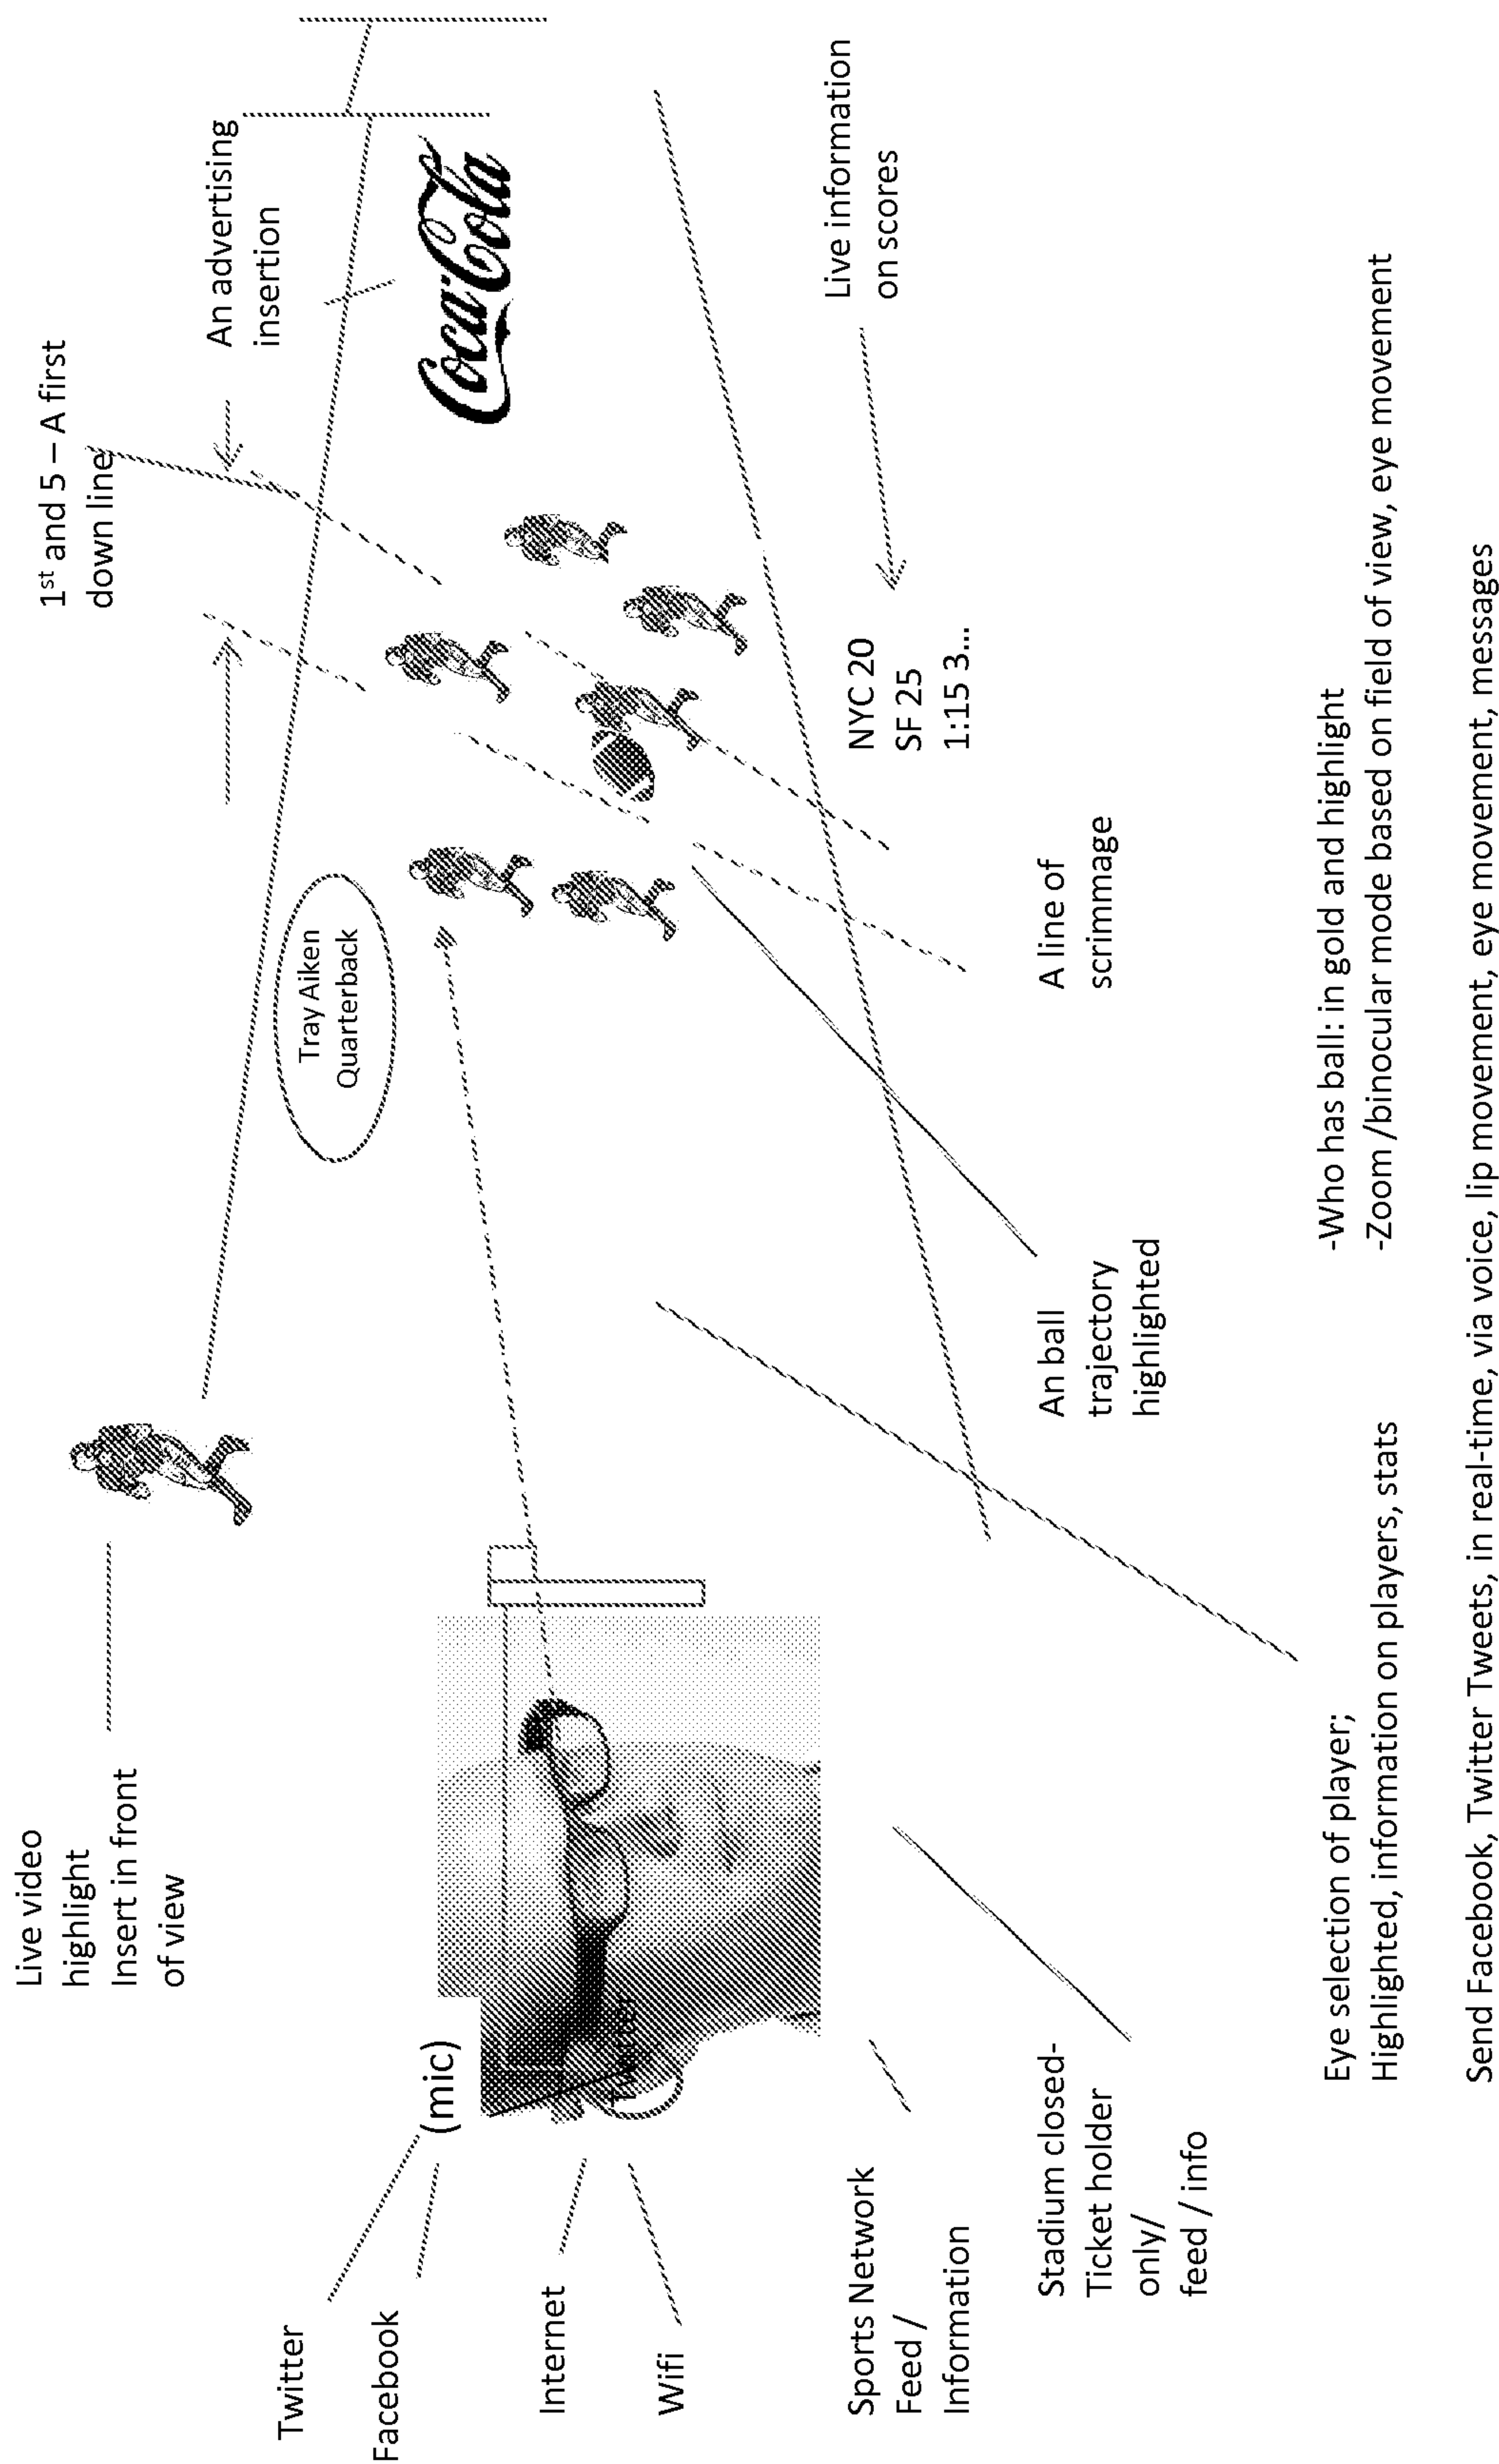 Live video
highlight
Insert in front
of view
1st and 5 – A first
down line
An advertising
insertion
Twitter
Facebook
(mic)
Tray Aiken
Quarterback
Coca-Cola
Internet
Wifi
Twitter
Sports Network
Feed /
Information
NYC 20
SF 25
1:15 3...
Live information
on scores
Stadium closed-
Ticket holder
only/
feed / info
An ball
trajectory
highlighted
A line of
scrimmage
Eye selection of player;
Highlighted, information on players, stats
-Who has ball: in gold and highlight
-Zoom /binocular mode based on field of view, eye movement
Send Facebook, Twitter Tweets, in real-time, via voice, lip movement, eye movement, messages